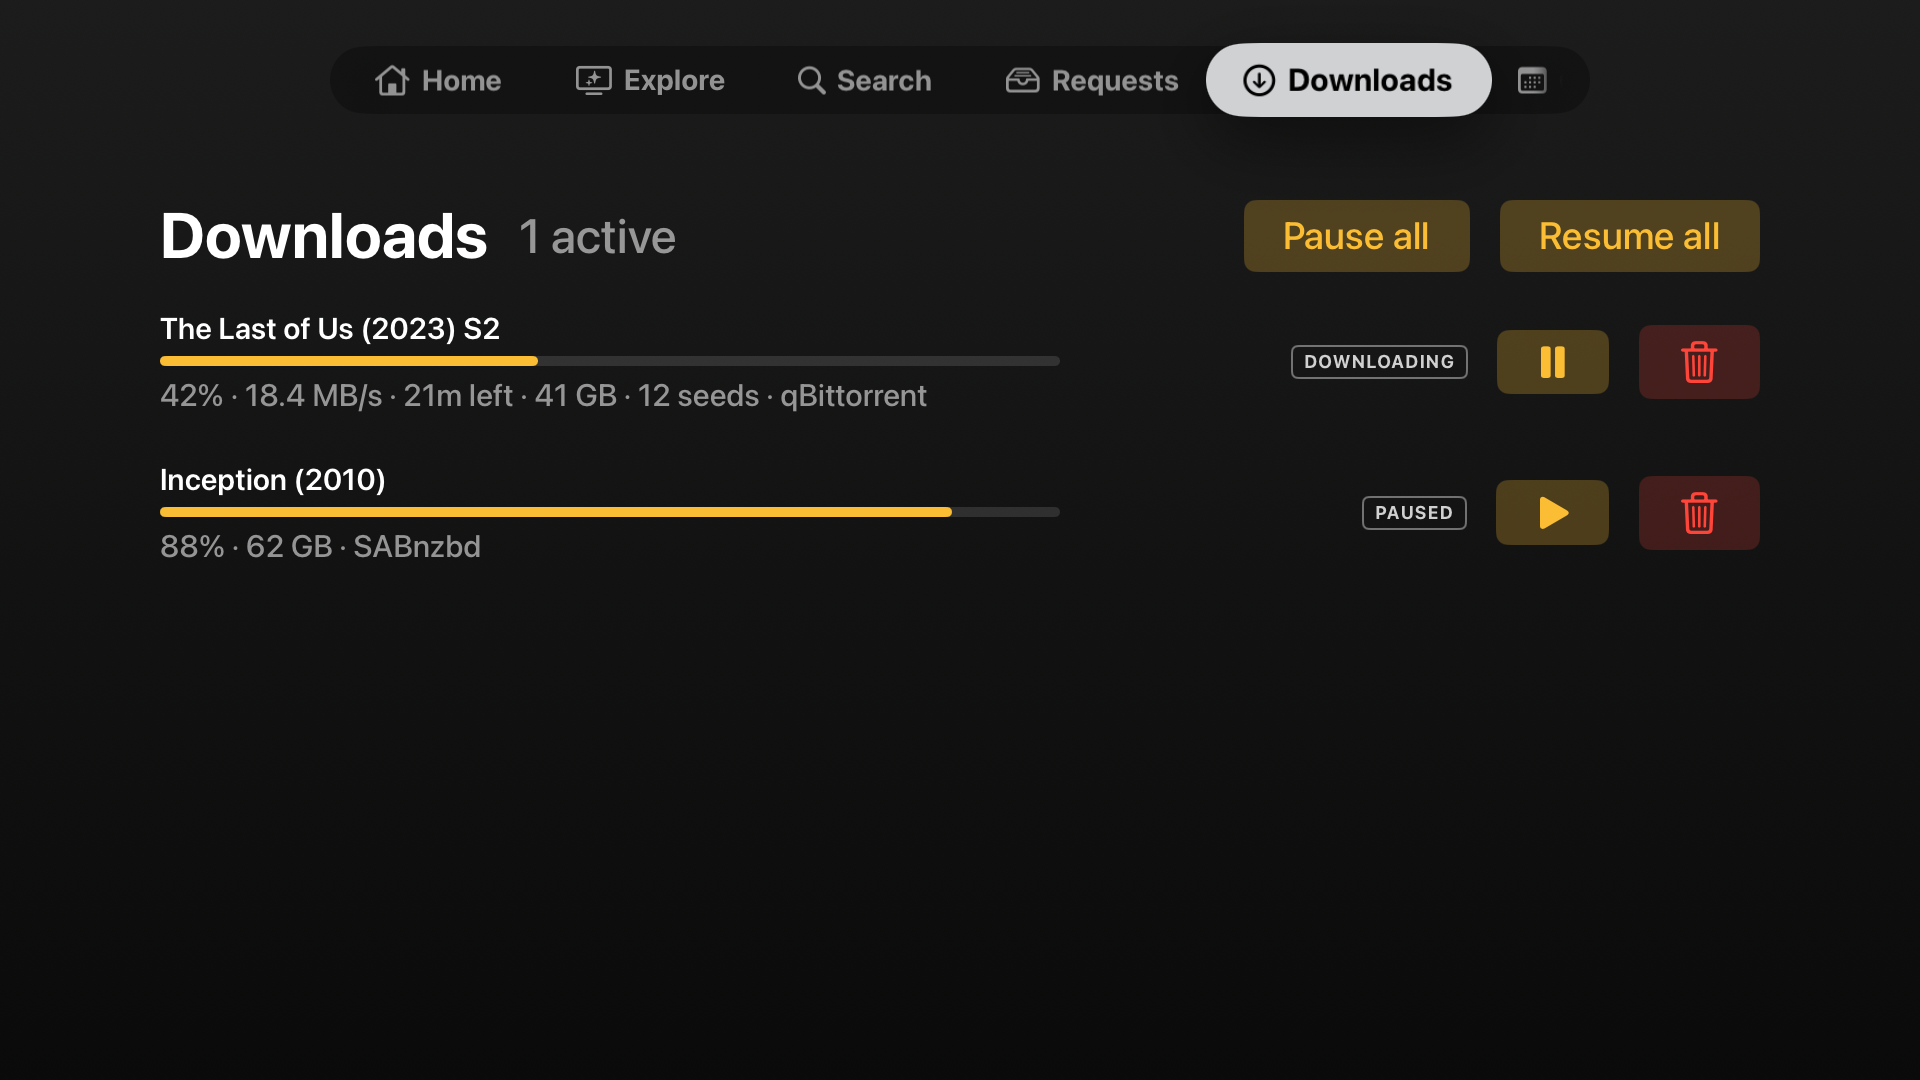 Home Explore Search Requests Downloads
Downloads 1 active Pause all Resume all
The Last of Us (2023) S2
DOWNLOADING
42% · 18.4 MB/s · 21m left · 41 GB · 12 seeds · qBittorrent
Inception (2010)
PAUSED
88% · 62 GB · SABnzbd